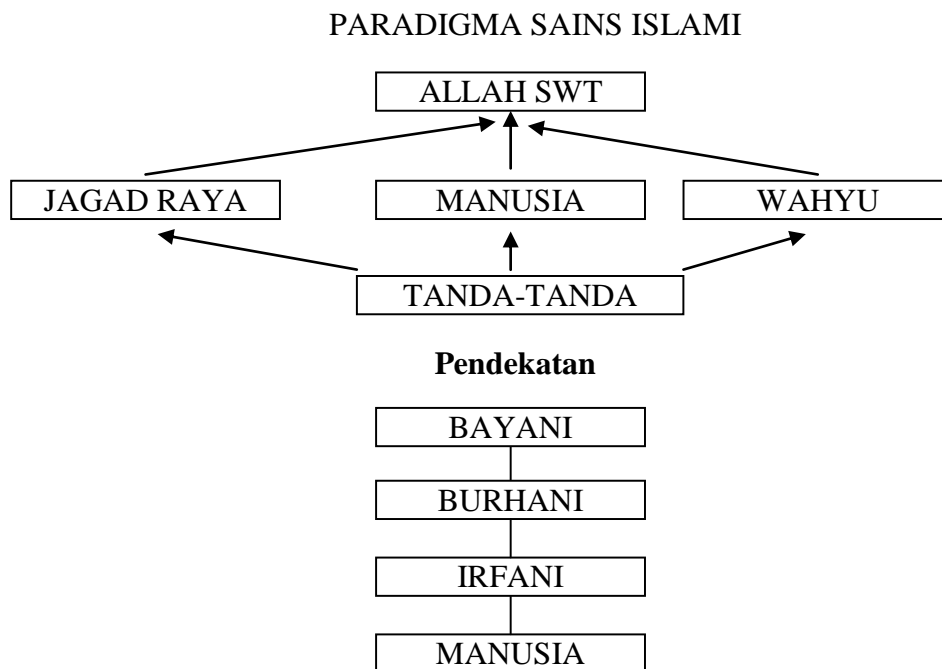 PARADIGMA SAINS ISLAMI
ALLAH SWT
JAGAD RAYA MANUSIA WAHYU
TANDA-TANDA
Pendekatan
BAYANI
BURHANI
IRFANI
MANUSIA